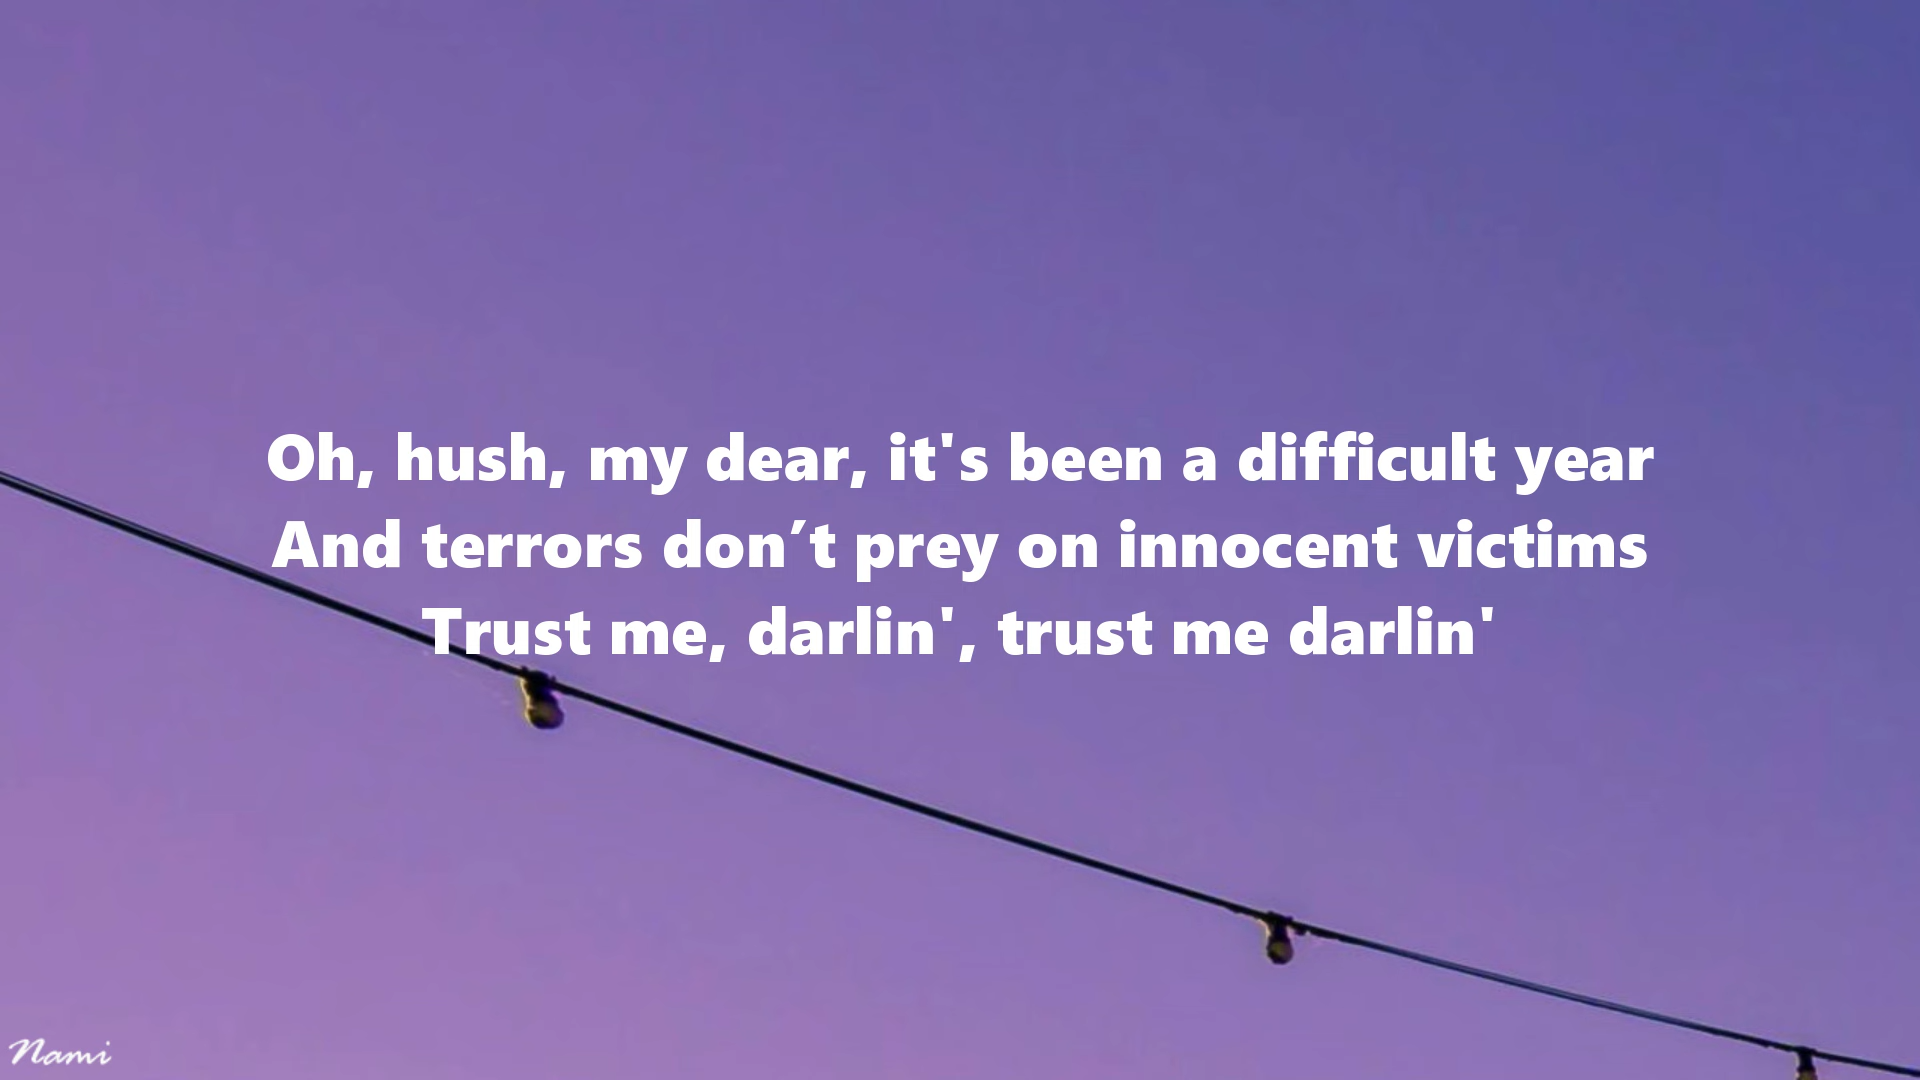 Oh, hush, my dear, it's been a difficult year
And terrors don’t prey on innocent victims
Trust me, darlin', trust me darlin'
Nami